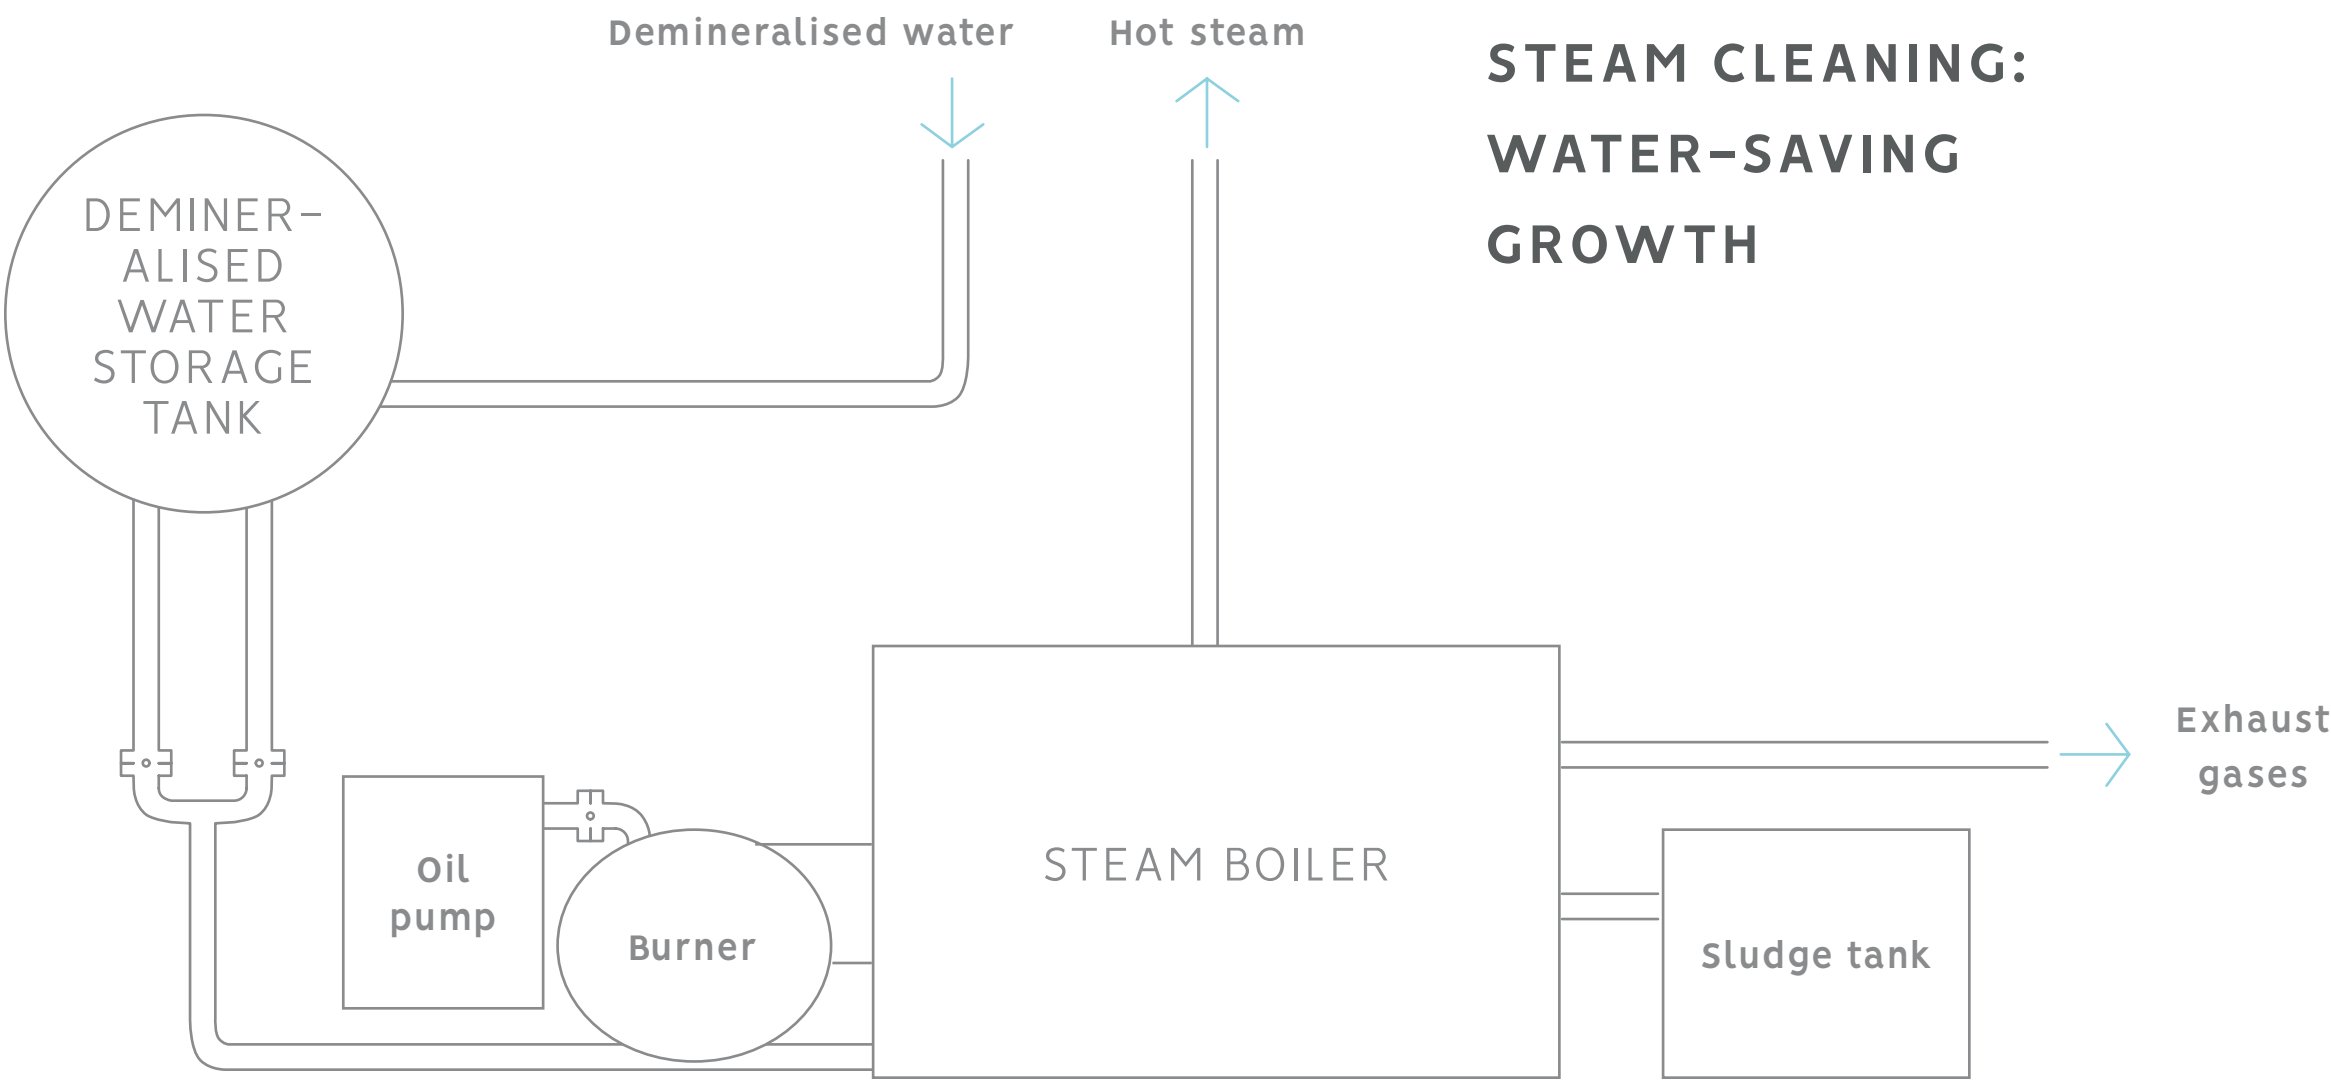 Demineralised water
Hot steam
STEAM CLEANING:
WATER-SAVING
GROWTH
DEMINER-
ALISED
WATER
STORAGE
TANK
Exhaust
gases
Oil
pump
Burner
STEAM BOILER
Sludge tank